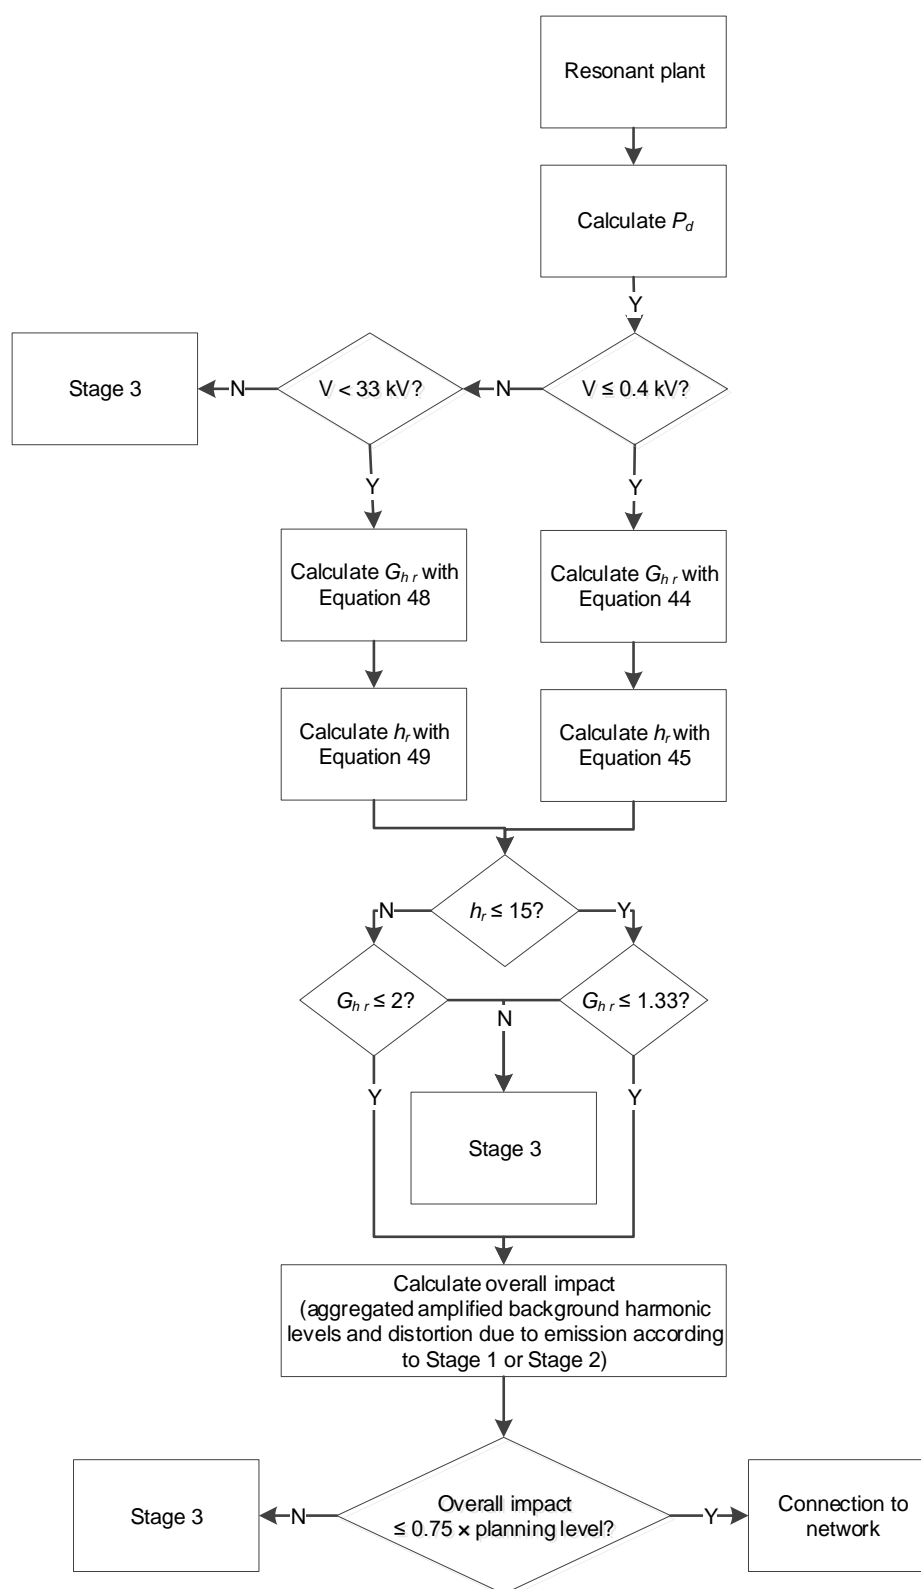 Resonant plant
Calculate P_d
Y
Stage 3
N
V < 33 kV?
N
V ≤ 0.4 kV?
Y
Y
Calculate G_h r with
Equation 48
Calculate G_h r with
Equation 44
Calculate h_r with
Equation 49
Calculate h_r with
Equation 45
N
h_r ≤ 15?
Y
G_h r ≤ 2?
N
G_h r ≤ 1.33?
Y
Y
Stage 3
Calculate overall impact
(aggregated amplified background harmonic
levels and distortion due to emission according
to Stage 1 or Stage 2)
Stage 3
N
Overall impact
≤ 0.75 × planning level?
Y
Connection to
network